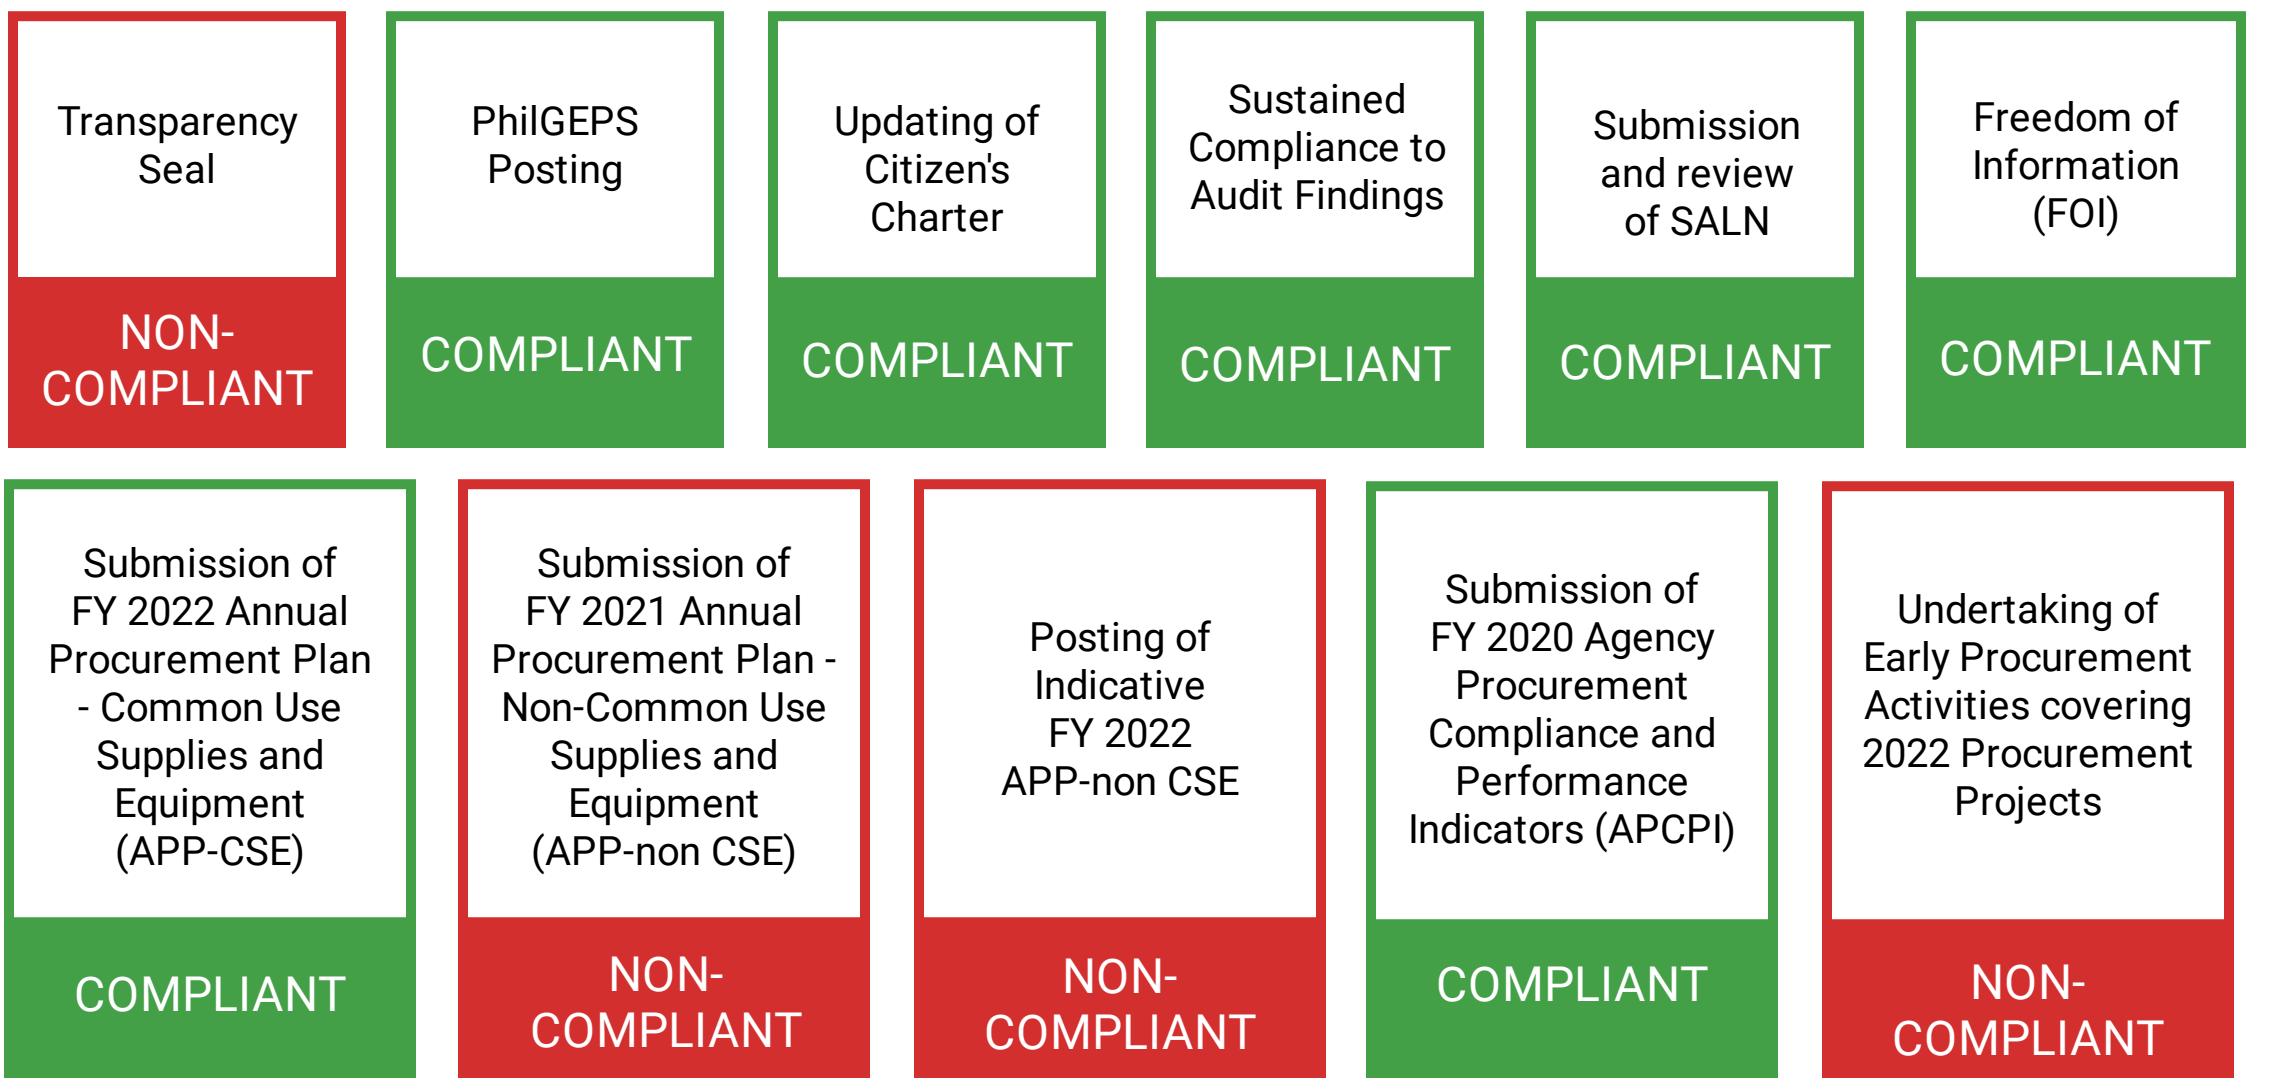 Transparency
Seal
NON-
COMPLIANT
PhilGEPS
Posting
COMPLIANT
Updating of
Citizen's
Charter
COMPLIANT
Sustained
Compliance to
Audit Findings
COMPLIANT
Submission
and review
of SALN
COMPLIANT
Freedom of
Information
(FOI)
COMPLIANT
Submission of
FY 2022 Annual
Procurement Plan
- Common Use
Supplies and
Equipment
(APP-CSE)
COMPLIANT
Submission of
FY 2021 Annual
Procurement Plan -
Non-Common Use
Supplies and
Equipment
(APP-non CSE)
NON-
COMPLIANT
Posting of
Indicative
FY 2022
APP-non CSE
NON-
COMPLIANT
Submission of
FY 2020 Agency
Procurement
Compliance and
Performance
Indicators (APCPI)
COMPLIANT
Undertaking of
Early Procurement
Activities covering
2022 Procurement
Projects
NON-
COMPLIANT